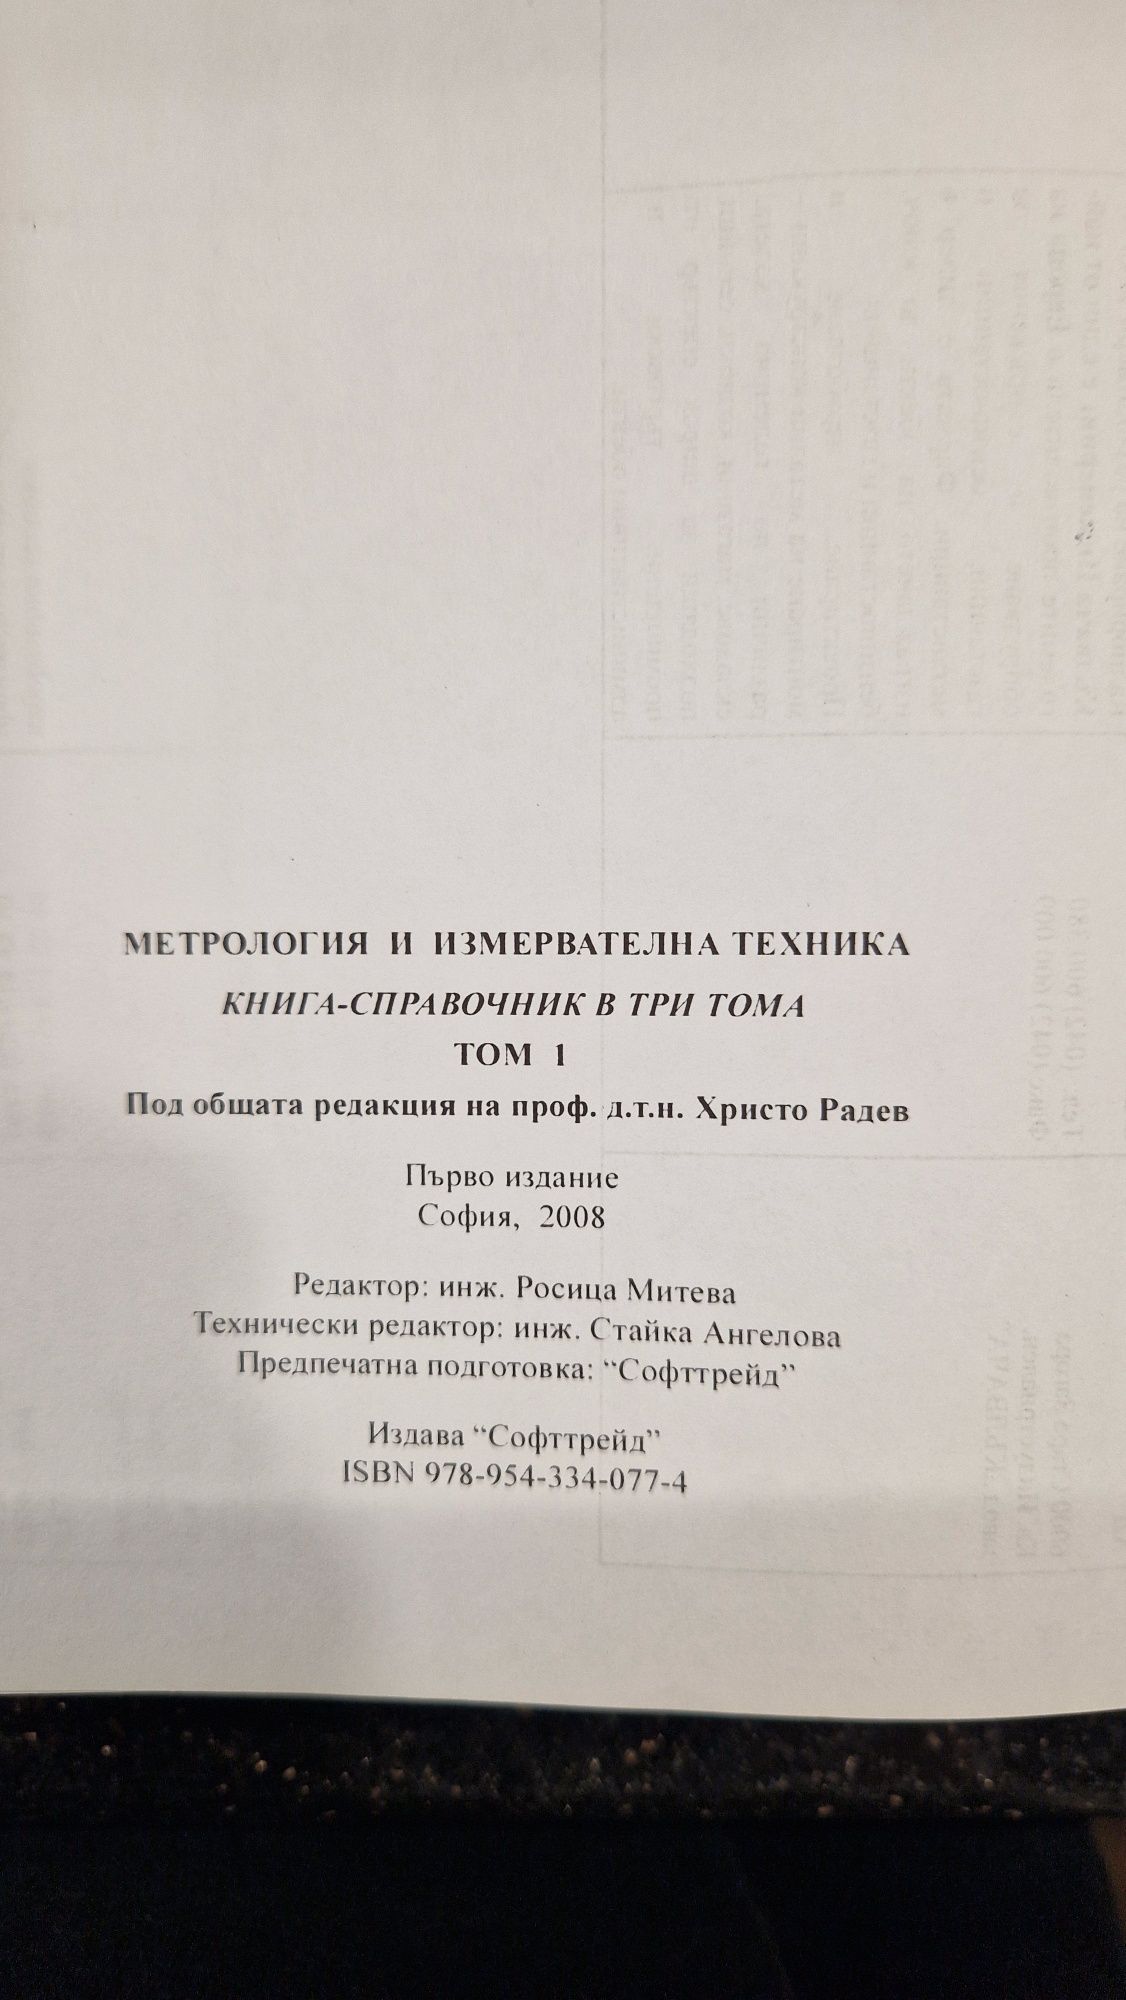 МЕТРОЛОГИЯ И ИЗМЕРВАТЕЛНА ТЕХНИКА
КНИГА-СПРАВОЧНИК В ТРИ ТОМА
ТОМ 1
Под общата редакция на проф. д.т.н. Христо Радев
Първо издание
София, 2008
Редактор: инж. Росица Митева
Технически редактор: инж. Стайка Ангелова
Предпечатна подготовка: “Софттрейд”
Издава “Софттрейд”
ISBN 978-954-334-077-4